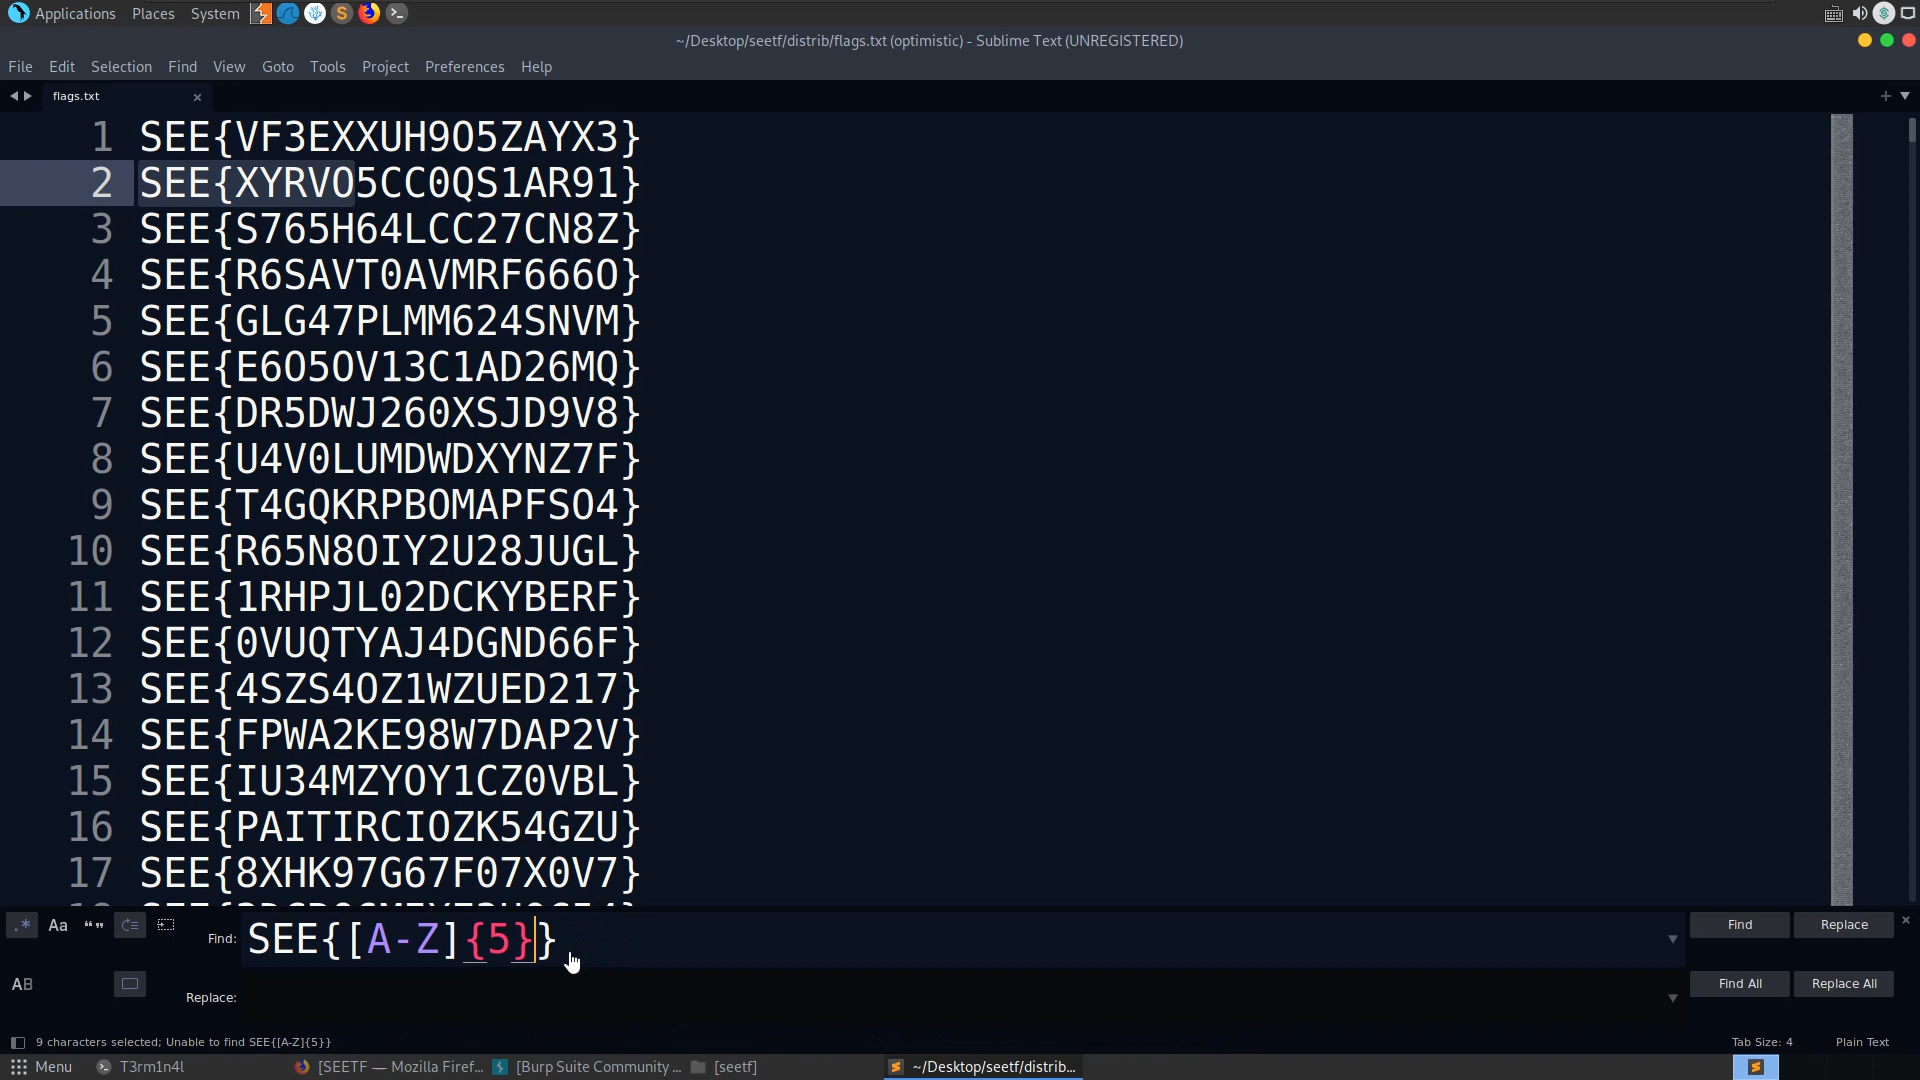 Applications Places System
~/Desktop/seetf/distrib/flags.txt (optimistic) - Sublime Text (UNREGISTERED)
File Edit Selection Find View Goto Tools Project Preferences Help
flags.txt
1 SEE{VF3EXXUH9O5ZAYX3}
2 SEE{XYRVO5CC0QS1AR91}
3 SEE{S765H64LCC27CN8Z}
4 SEE{R6SAVT0AVMRF666O}
5 SEE{GLG47PLMM624SNVM}
6 SEE{E6O5OV13C1AD26MQ}
7 SEE{DR5DWJ260XSJD9V8}
8 SEE{U4V0LUMDWDXYNZ7F}
9 SEE{T4GQKRPBOMAPFSO4}
10 SEE{R65N8OIY2U28JUGL}
11 SEE{1RHPJL02DCKYBERF}
12 SEE{0VUQTYAJ4DGND66F}
13 SEE{4SZS4OZ1WZUED217}
14 SEE{FPWA2KE98W7DAP2V}
15 SEE{IU34MZYOY1CZ0VBL}
16 SEE{PAITIRCIOZK54GZU}
17 SEE{8XHK97G67F07X0V7}
.* Aa “” Find: SEE{[A-Z]{5}} Find Replace
AB Replace: Find All Replace All
9 characters selected; Unable to find SEE{[A-Z]{5}} Tab Size: 4 Plain Text
Menu T3rm1n4l [SEETF — Mozilla Firef... [Burp Suite Community ... [seetf] ~/Desktop/seetf/distrib...